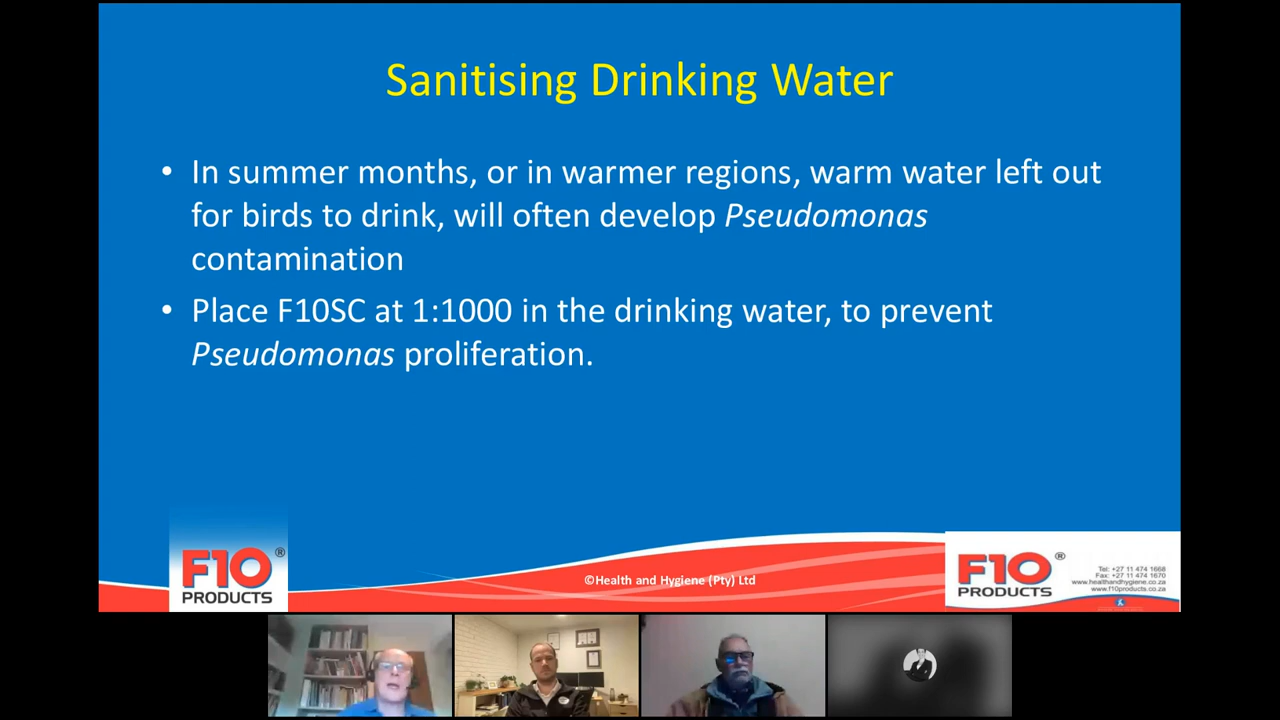 Sanitising Drinking Water
• In summer months, or in warmer regions, warm water left out
for birds to drink, will often develop Pseudomonas
contamination
• Place F10SC at 1:1000 in the drinking water, to prevent
Pseudomonas proliferation.
F10®
PRODUCTS
©Health and Hygiene (Pty) Ltd
F10®
PRODUCTS
Tel: +27 11 474 1668
Fax: +27 11 474 1670
www.healthandhygiene.co.za
www.f10products.co.za